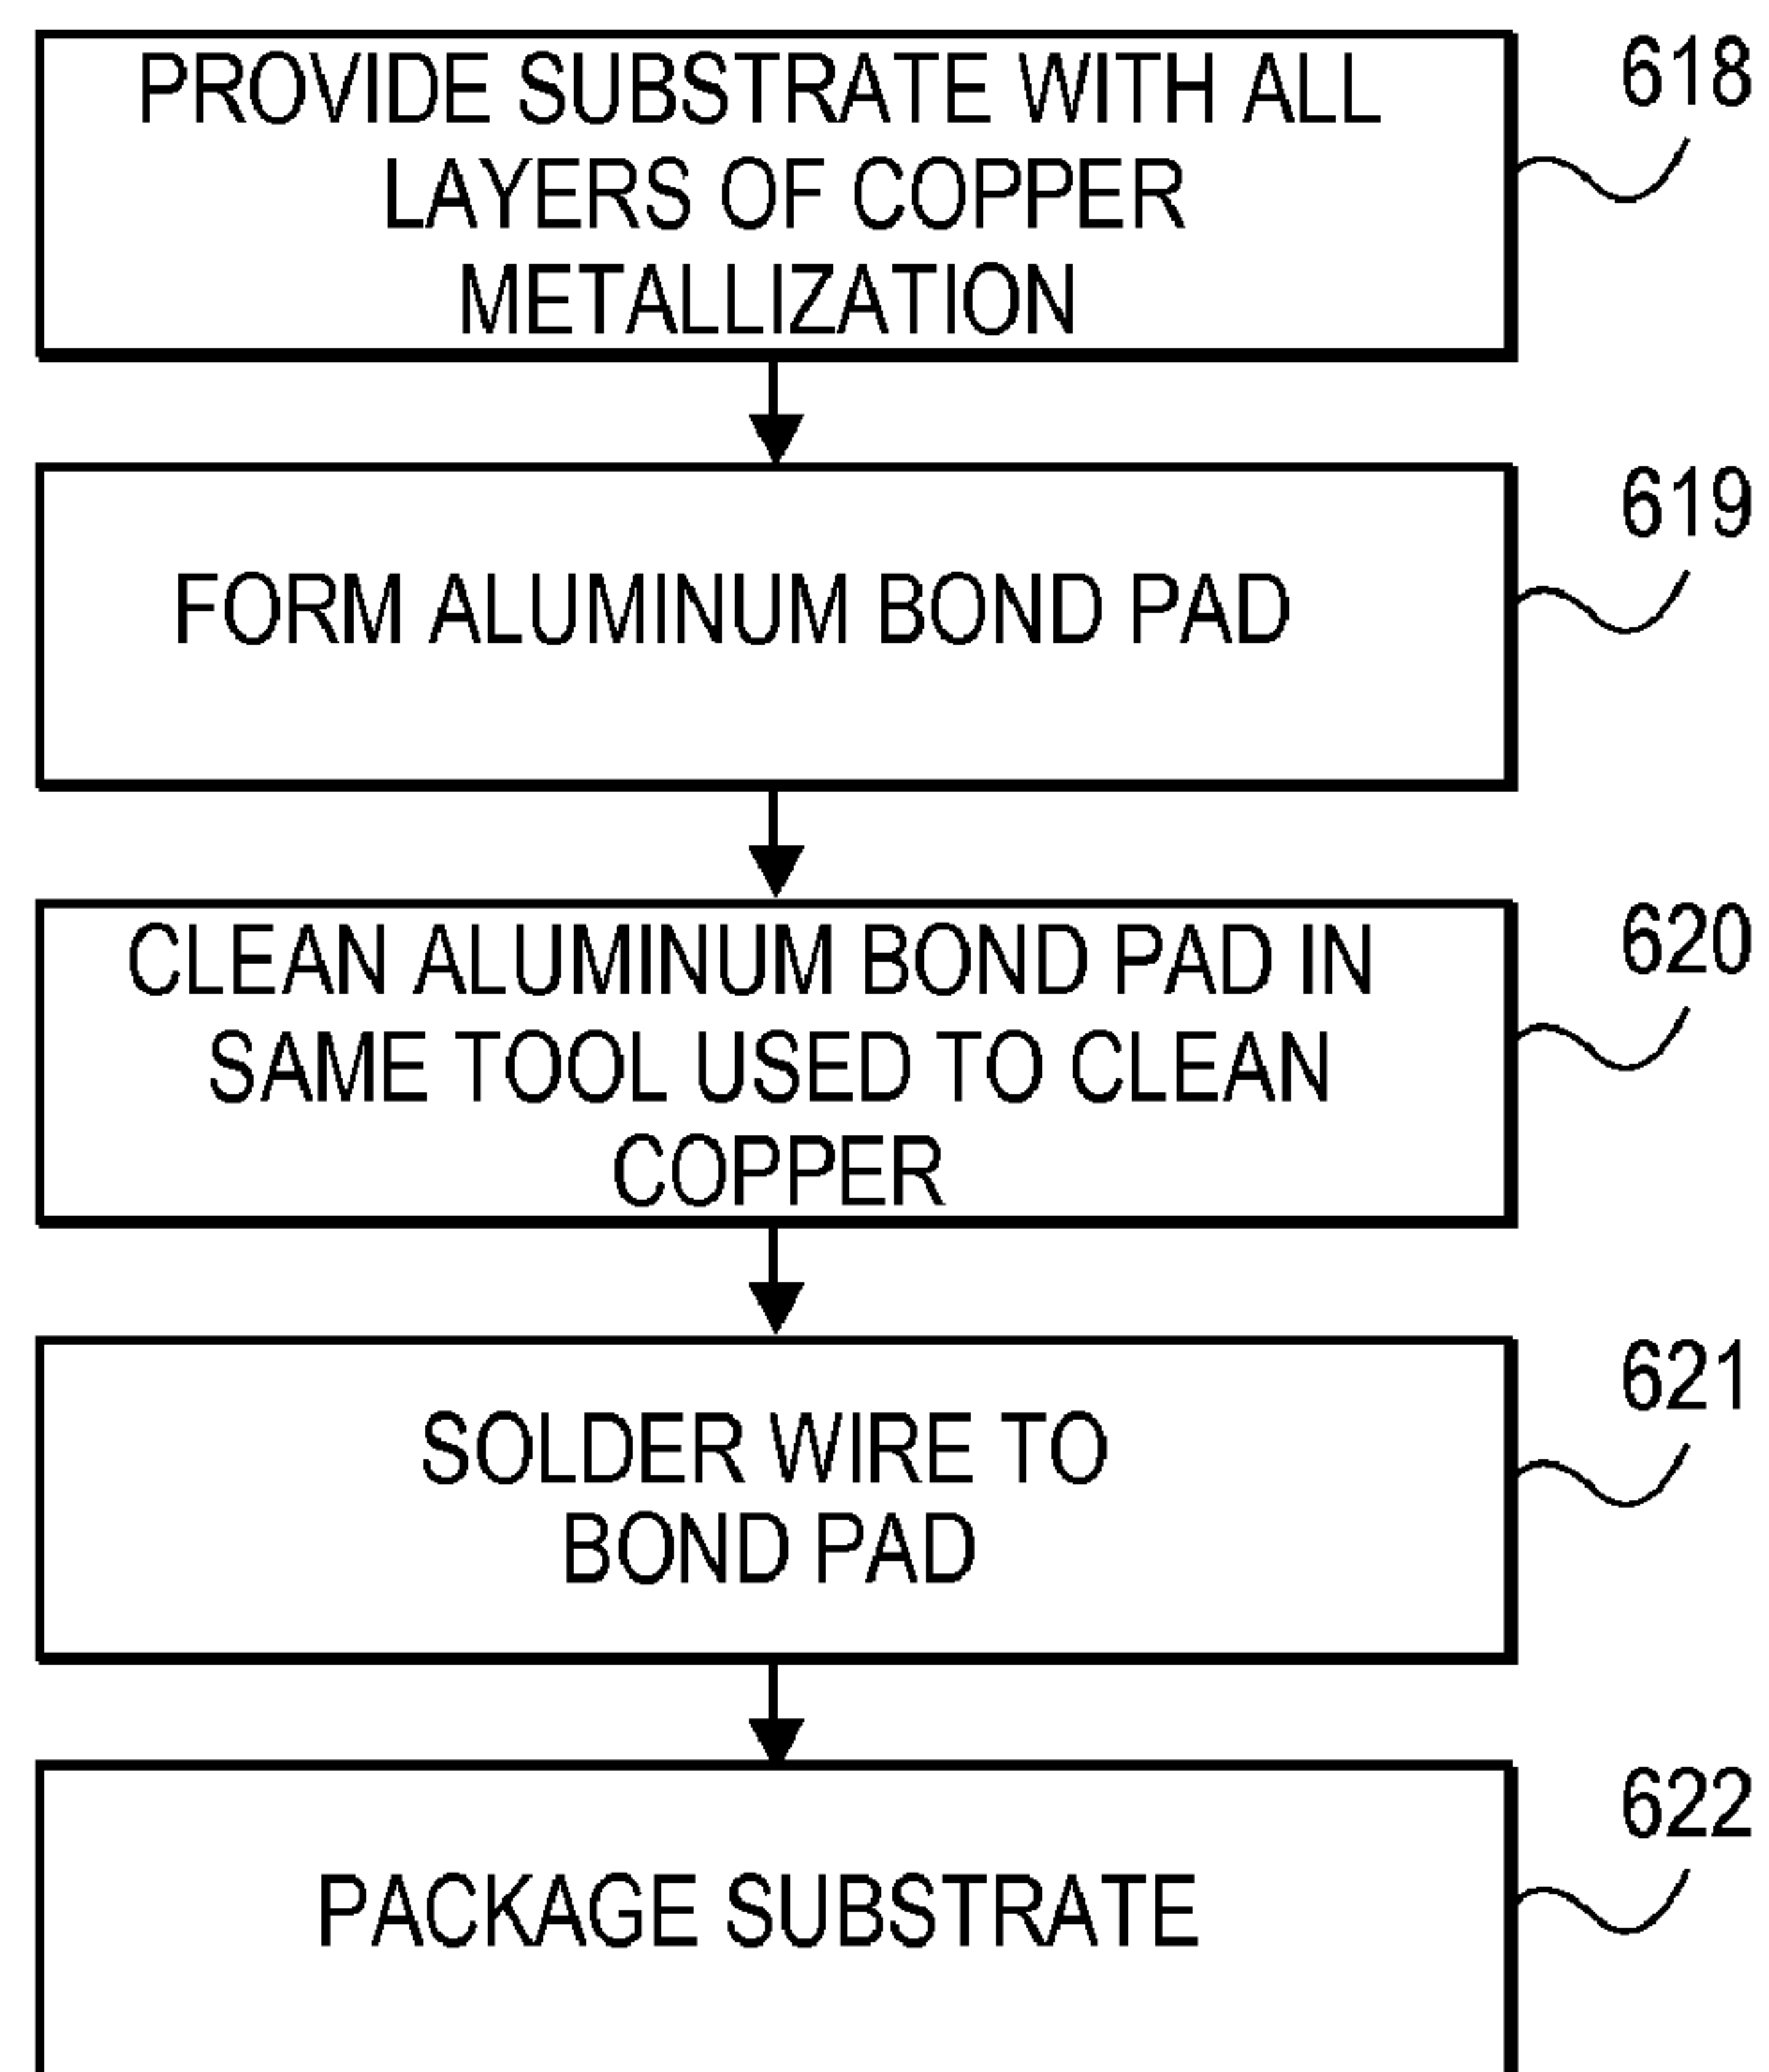 PROVIDE SUBSTRATE WITH ALL
LAYERS OF COPPER
METALLIZATION
618
FORM ALUMINUM BOND PAD
619
CLEAN ALUMINUM BOND PAD IN
SAME TOOL USED TO CLEAN
COPPER
620
SOLDER WIRE TO
BOND PAD
621
PACKAGE SUBSTRATE
622